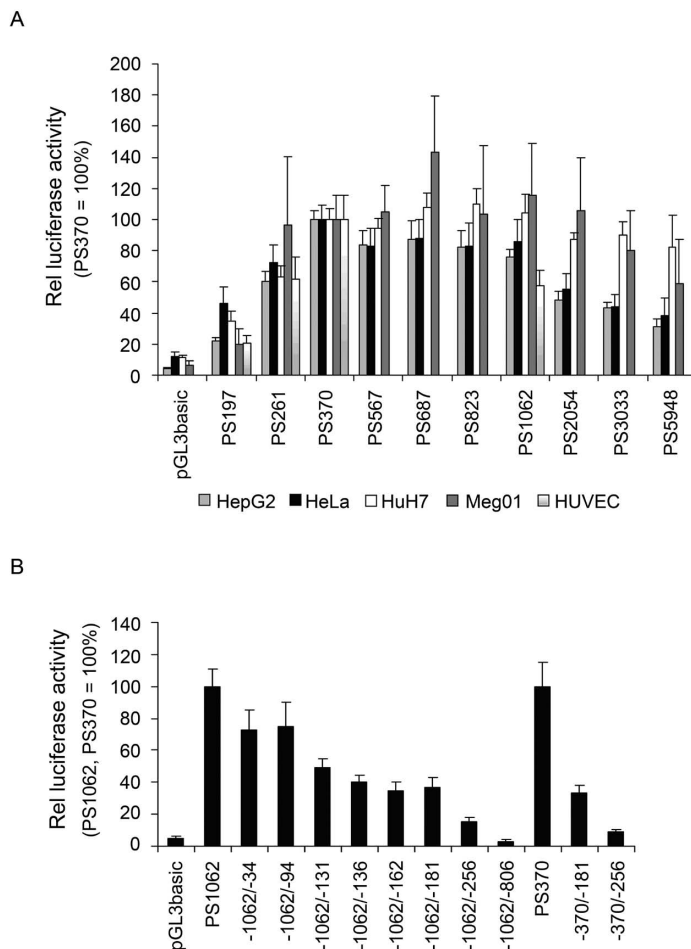 A
Rel luciferase activity
(PS370 = 100%)
200
180
160
140
120
100
80
60
40
20
0
pGL3basic
PS197
PS261
PS370
PS567
PS687
PS823
PS1062
PS2054
PS3033
PS5948
HepG2 HeLa HuH7 Meg01 HUVEC
B
Rel luciferase activity
(PS1062, PS370 = 100%)
140
120
100
80
60
40
20
0
pGL3basic
PS1062
-1062/-34
-1062/-94
-1062/-131
-1062/-136
-1062/-162
-1062/-181
-1062/-256
-1062/-806
PS370
-370/-181
-370/-256